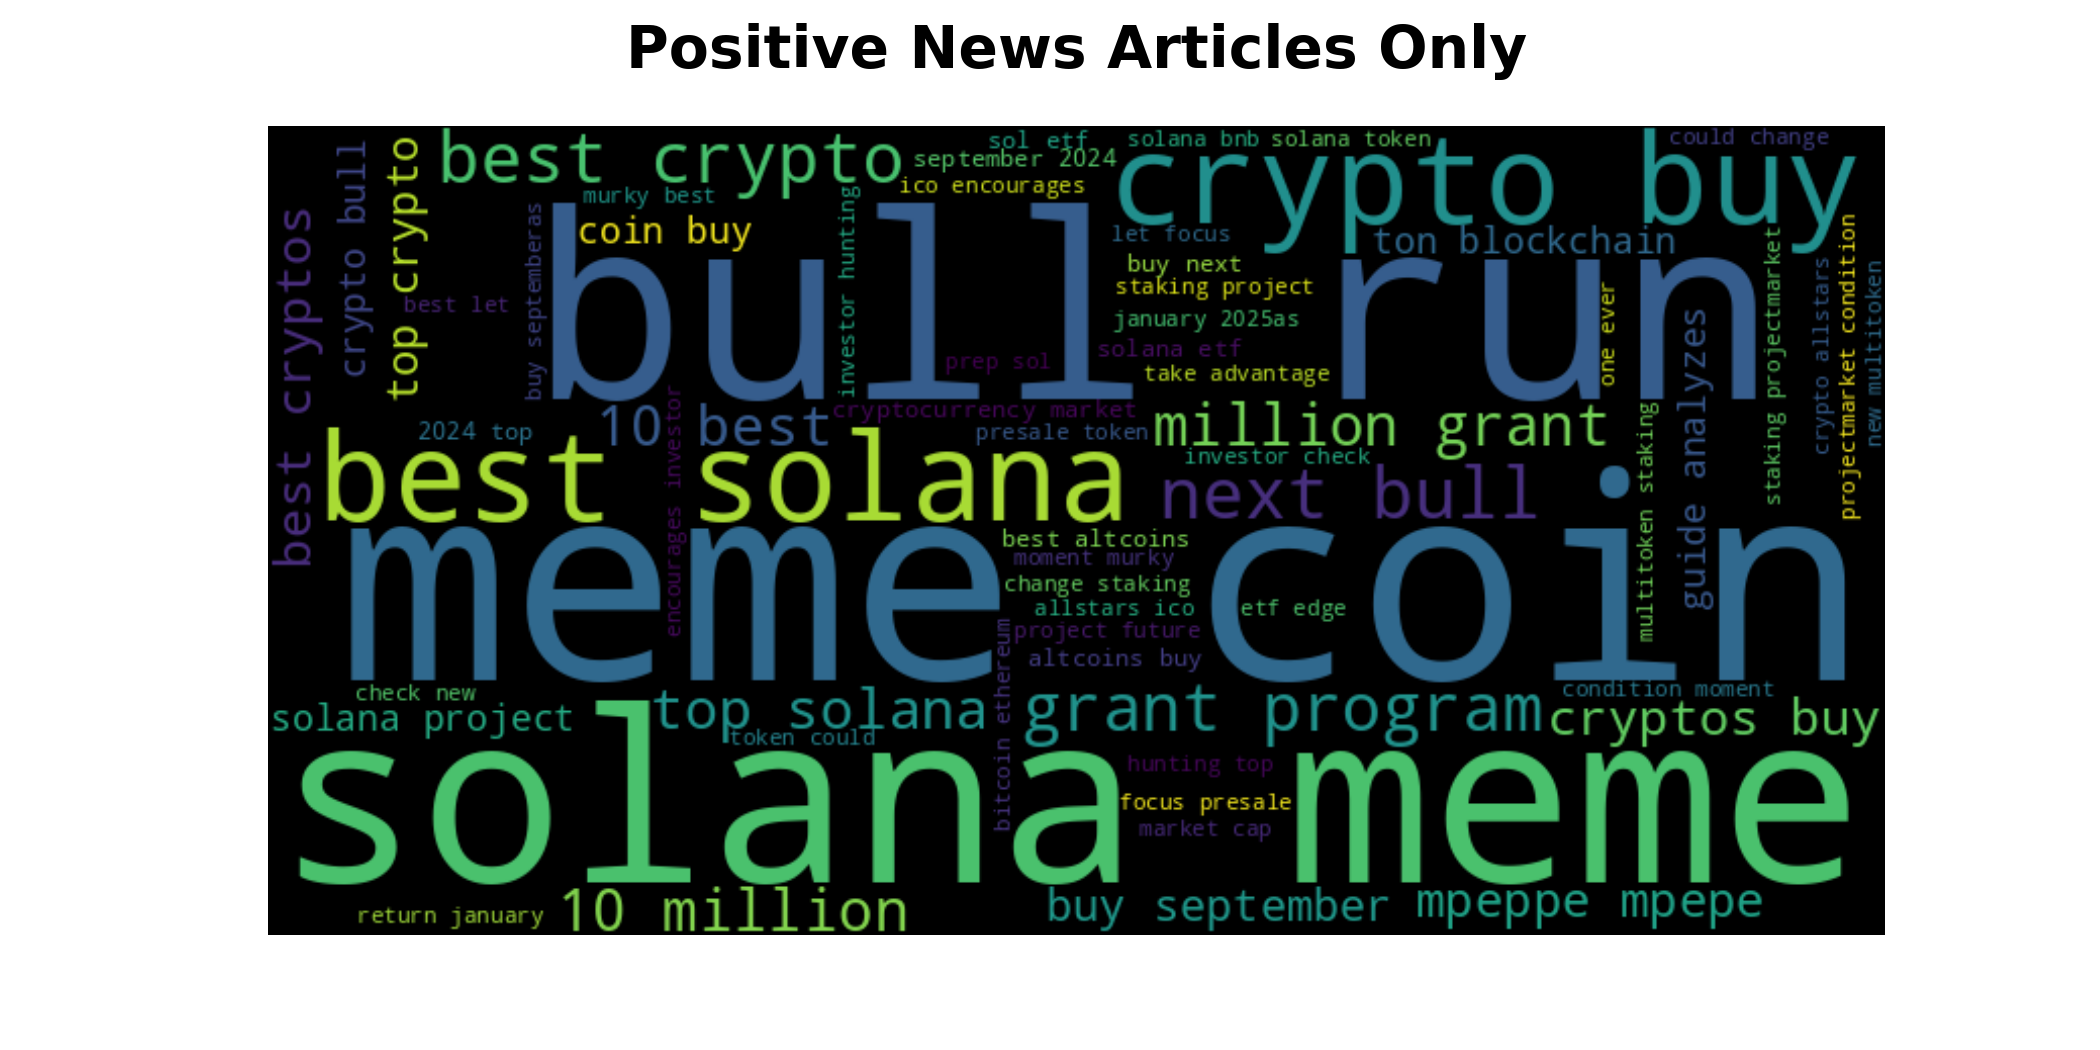 Positive News Articles Only
best crypto
sol etf
solana bnb
solana token
could change
crypto buy
september 2024
ico encourages
murky best
coin buy
best cryptos
crypto bull
top crypto
buy septemberas
investor hunting
bull run
let focus
ton blockchain
buy next
staking project
january 2025as
best let
solana etf
prep sol
take advantage
one ever
guide analyzes
staking projectmarket
crypto allstars
projectmarket condition
new multitoken
cryptocurrency market
10 best
2024 top
presale token
million grant
encourages investor
investor check
best solana
next bull
multitoken staking
meme coin
best altcoins
moment murky
change staking
allstars ico
etf edge
project future
altcoins buy
bitcoin ethereum
check new
solana project
top solana
token could
grant program
condition moment
cryptos buy
solana meme
hunting top
focus presale
market cap
return january
10 million
buy september
mpeppe mpepe